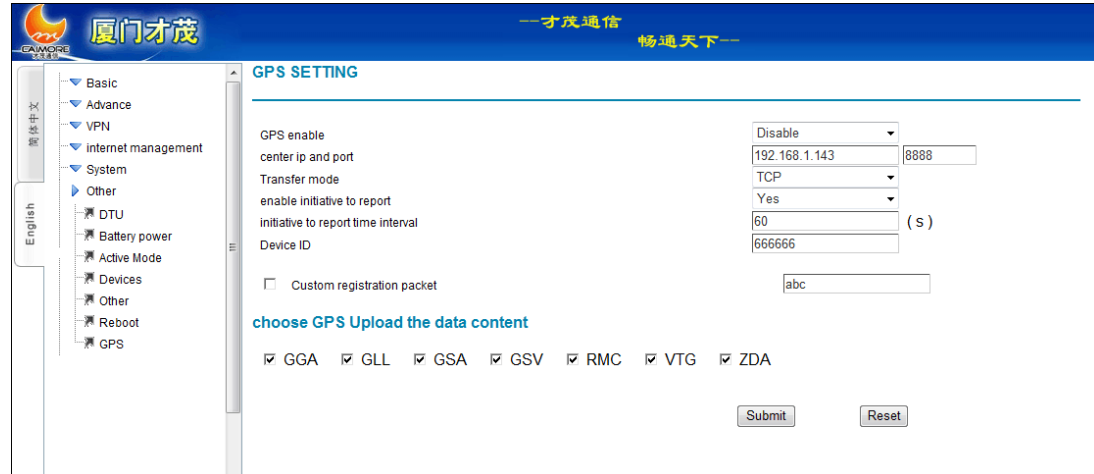 CAIMORE
才茂通信
厦门才茂
--才茂通信
畅通天下--
简体中文
English
Basic
Advance
VPN
internet management
System
Other
DTU
Battery power
Active Mode
Devices
Other
Reboot
GPS
GPS SETTING
GPS enable Disable
center ip and port 192.168.1.143 8888
Transfer mode TCP
enable initiative to report Yes
initiative to report time interval 60 (s)
Device ID 666666
Custom registration packet abc
choose GPS Upload the data content
GGA GLL GSA GSV RMC VTG ZDA
Submit Reset